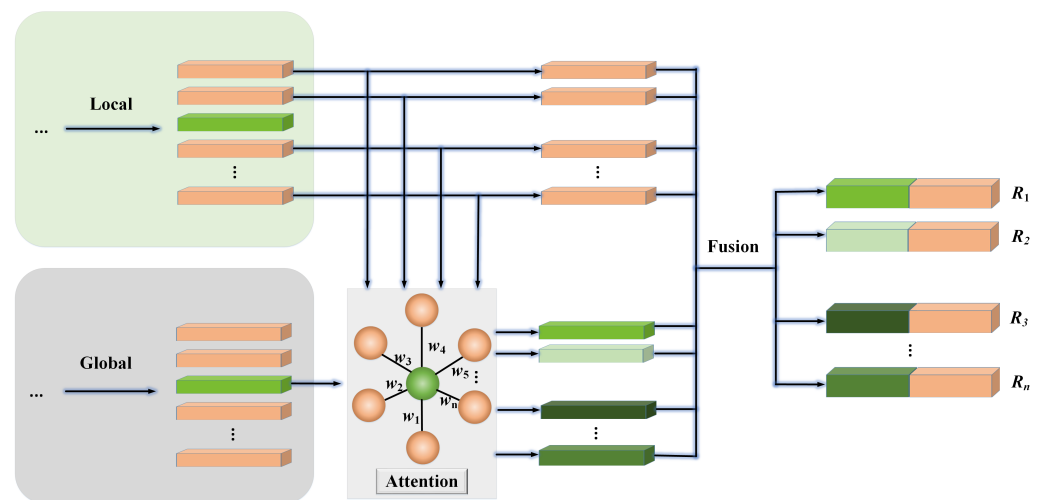 Local
...
...
...
Fusion
R1
R2
R3
...
Rn
Global
...
...
w3
w4
w5
...
w2
wn
w1
...
Attention